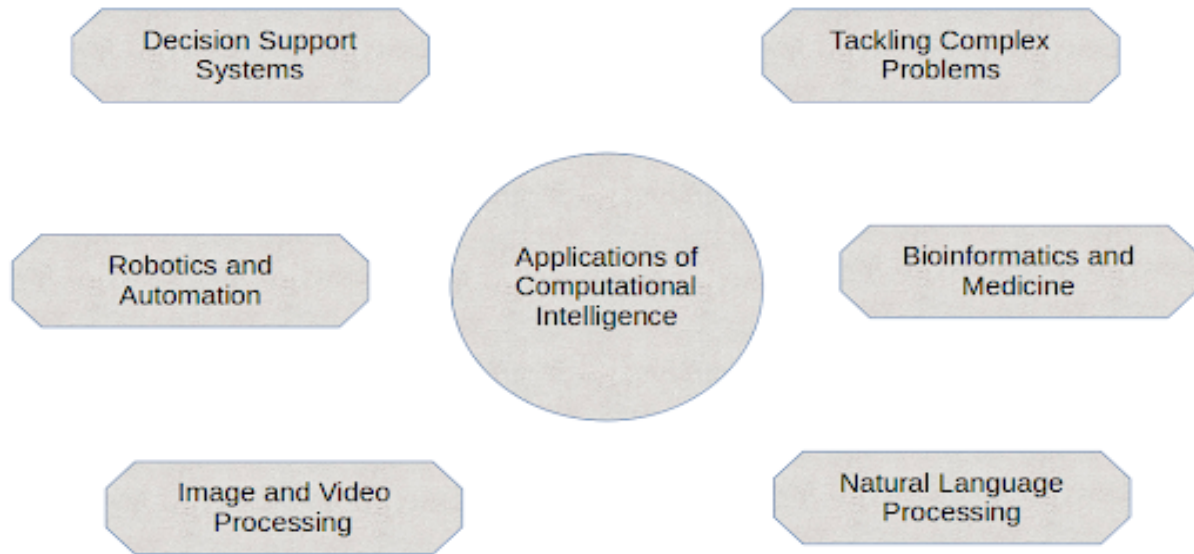 Decision Support
Systems
Tackling Complex
Problems
Robotics and
Automation
Applications of
Computational
Intelligence
Bioinformatics and
Medicine
Image and Video
Processing
Natural Language
Processing